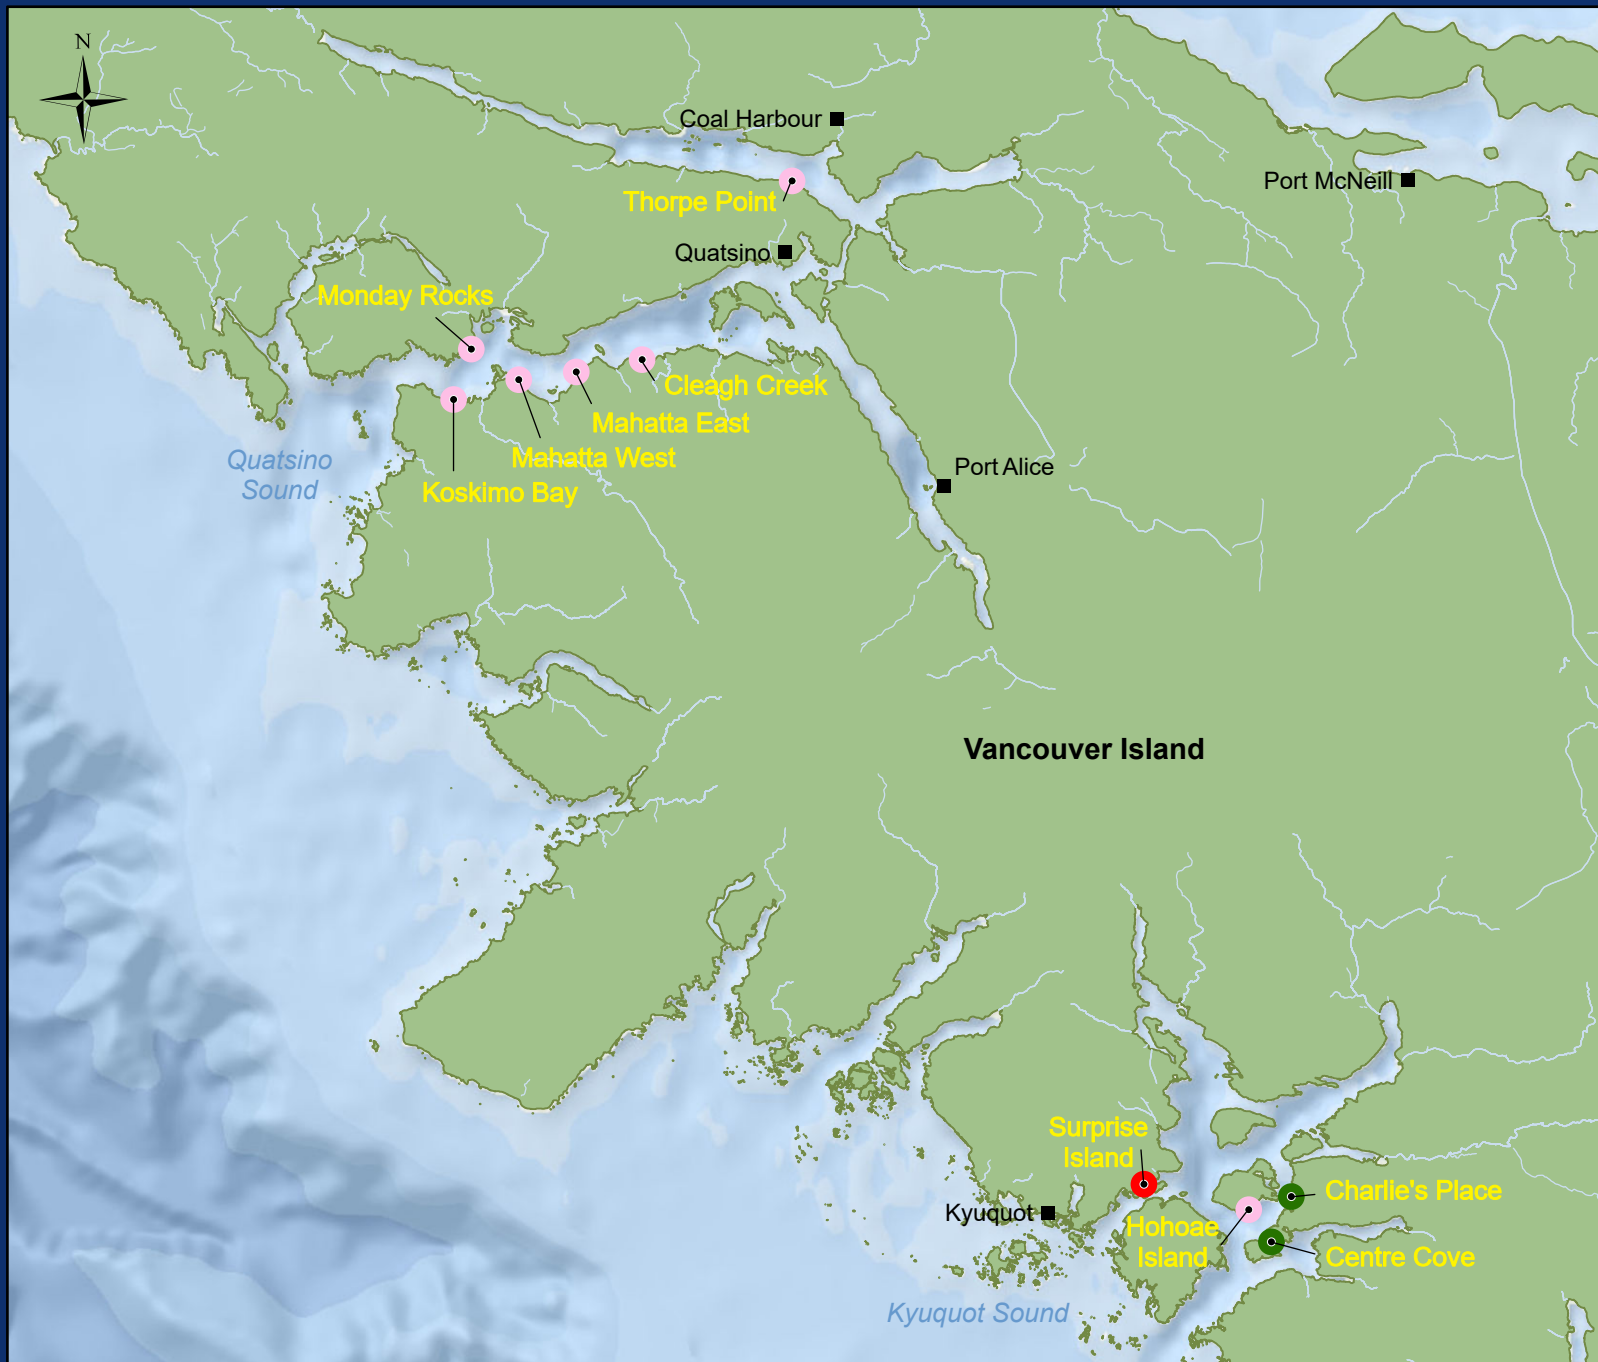 N
Coal Harbour
Port McNeill
Thorpe Point
Quatsino
Monday Rocks
Cleagh Creek
Mahatta East
Mahatta West
Koskimo Bay
Quatsino
Sound
Port Alice
Vancouver Island
Surprise
Island
Charlie's Place
Kyuquot
Hohoae
Island
Centre Cove
Kyuquot Sound